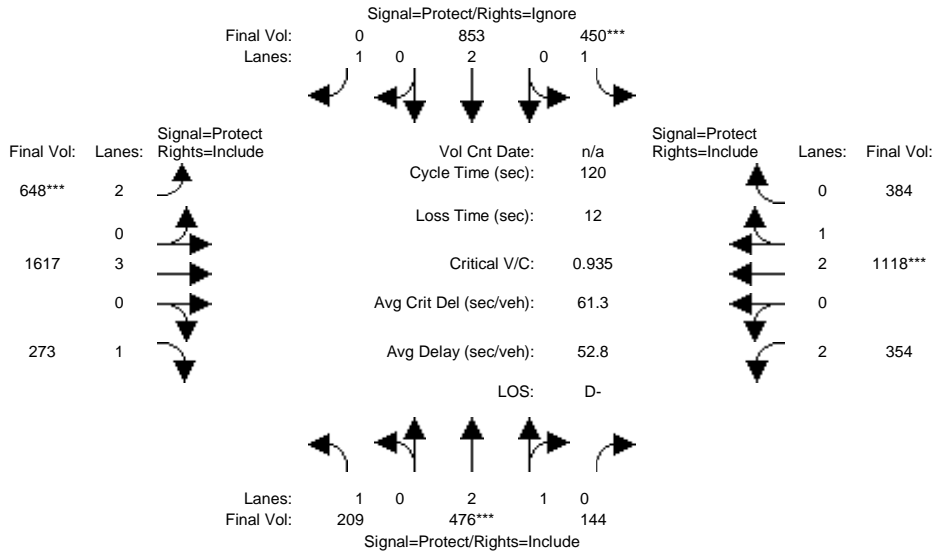 Signal=Protect/Rights=Ignore
Final Vol: 0 853 450***
Lanes: 1 0 2 0 1
Signal=Protect
Final Vol: Lanes: Rights=Include
Vol Cnt Date: n/a
Signal=Protect
Rights=Include Lanes: Final Vol:
Cycle Time (sec): 120
648*** 2
0 384
Loss Time (sec): 12
0
1
1617 3
Critical V/C: 0.935
2 1118***
0
Avg Crit Del (sec/veh): 61.3
0
273 1
Avg Delay (sec/veh): 52.8
2 354
LOS: D-
Lanes: 1 0 2 1 0
Final Vol: 209 476*** 144
Signal=Protect/Rights=Include